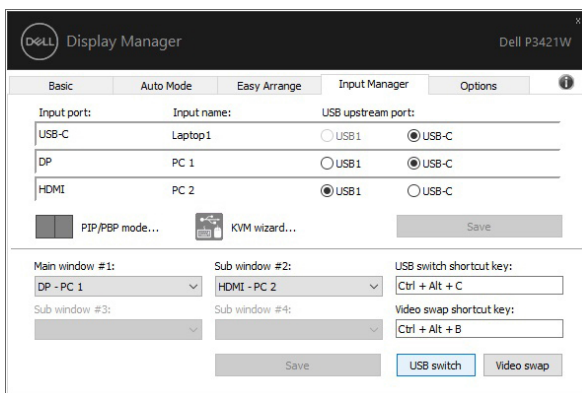 x
DELL Display Manager Dell P3421W
Basic Auto Mode Easy Arrange Input Manager Options i
Input port: Input name: USB upstream port:
USB-C Laptop1 USB1 USB-C
DP PC 1 USB1 USB-C
HDMI PC 2 USB1 USB-C
PIP/PBP mode... KVM wizard... Save
Main window #1: Sub window #2: USB switch shortcut key:
DP - PC 1 HDMI - PC 2 Ctrl + Alt + C
Sub window #3: Sub window #4: Video swap shortcut key:
Ctrl + Alt + B
Save USB switch Video swap